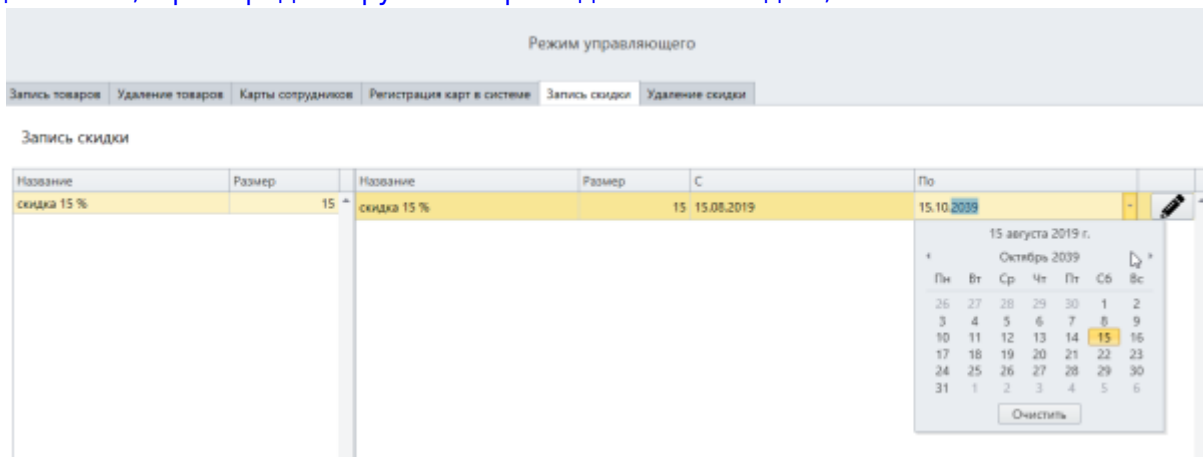 Режим управляющего
Запись товаров Удаление товаров Карты сотрудников Регистрация карт в системе Запись скидки Удаление скидки
Запись скидки
Название Размер Название Размер С По
скидка 15 % 15 скидка 15 % 15 15.08.2019 15.10.2039
15 августа 2019 г.
Октябрь 2039
Пн Вт Ср Чт Пт Сб Вс
26 27 28 29 30 1 2
3 4 5 6 7 8 9
10 11 12 13 14 15 16
17 18 19 20 21 22 23
24 25 26 27 28 29 30
31 1 2 3 4 5 6
Очистить